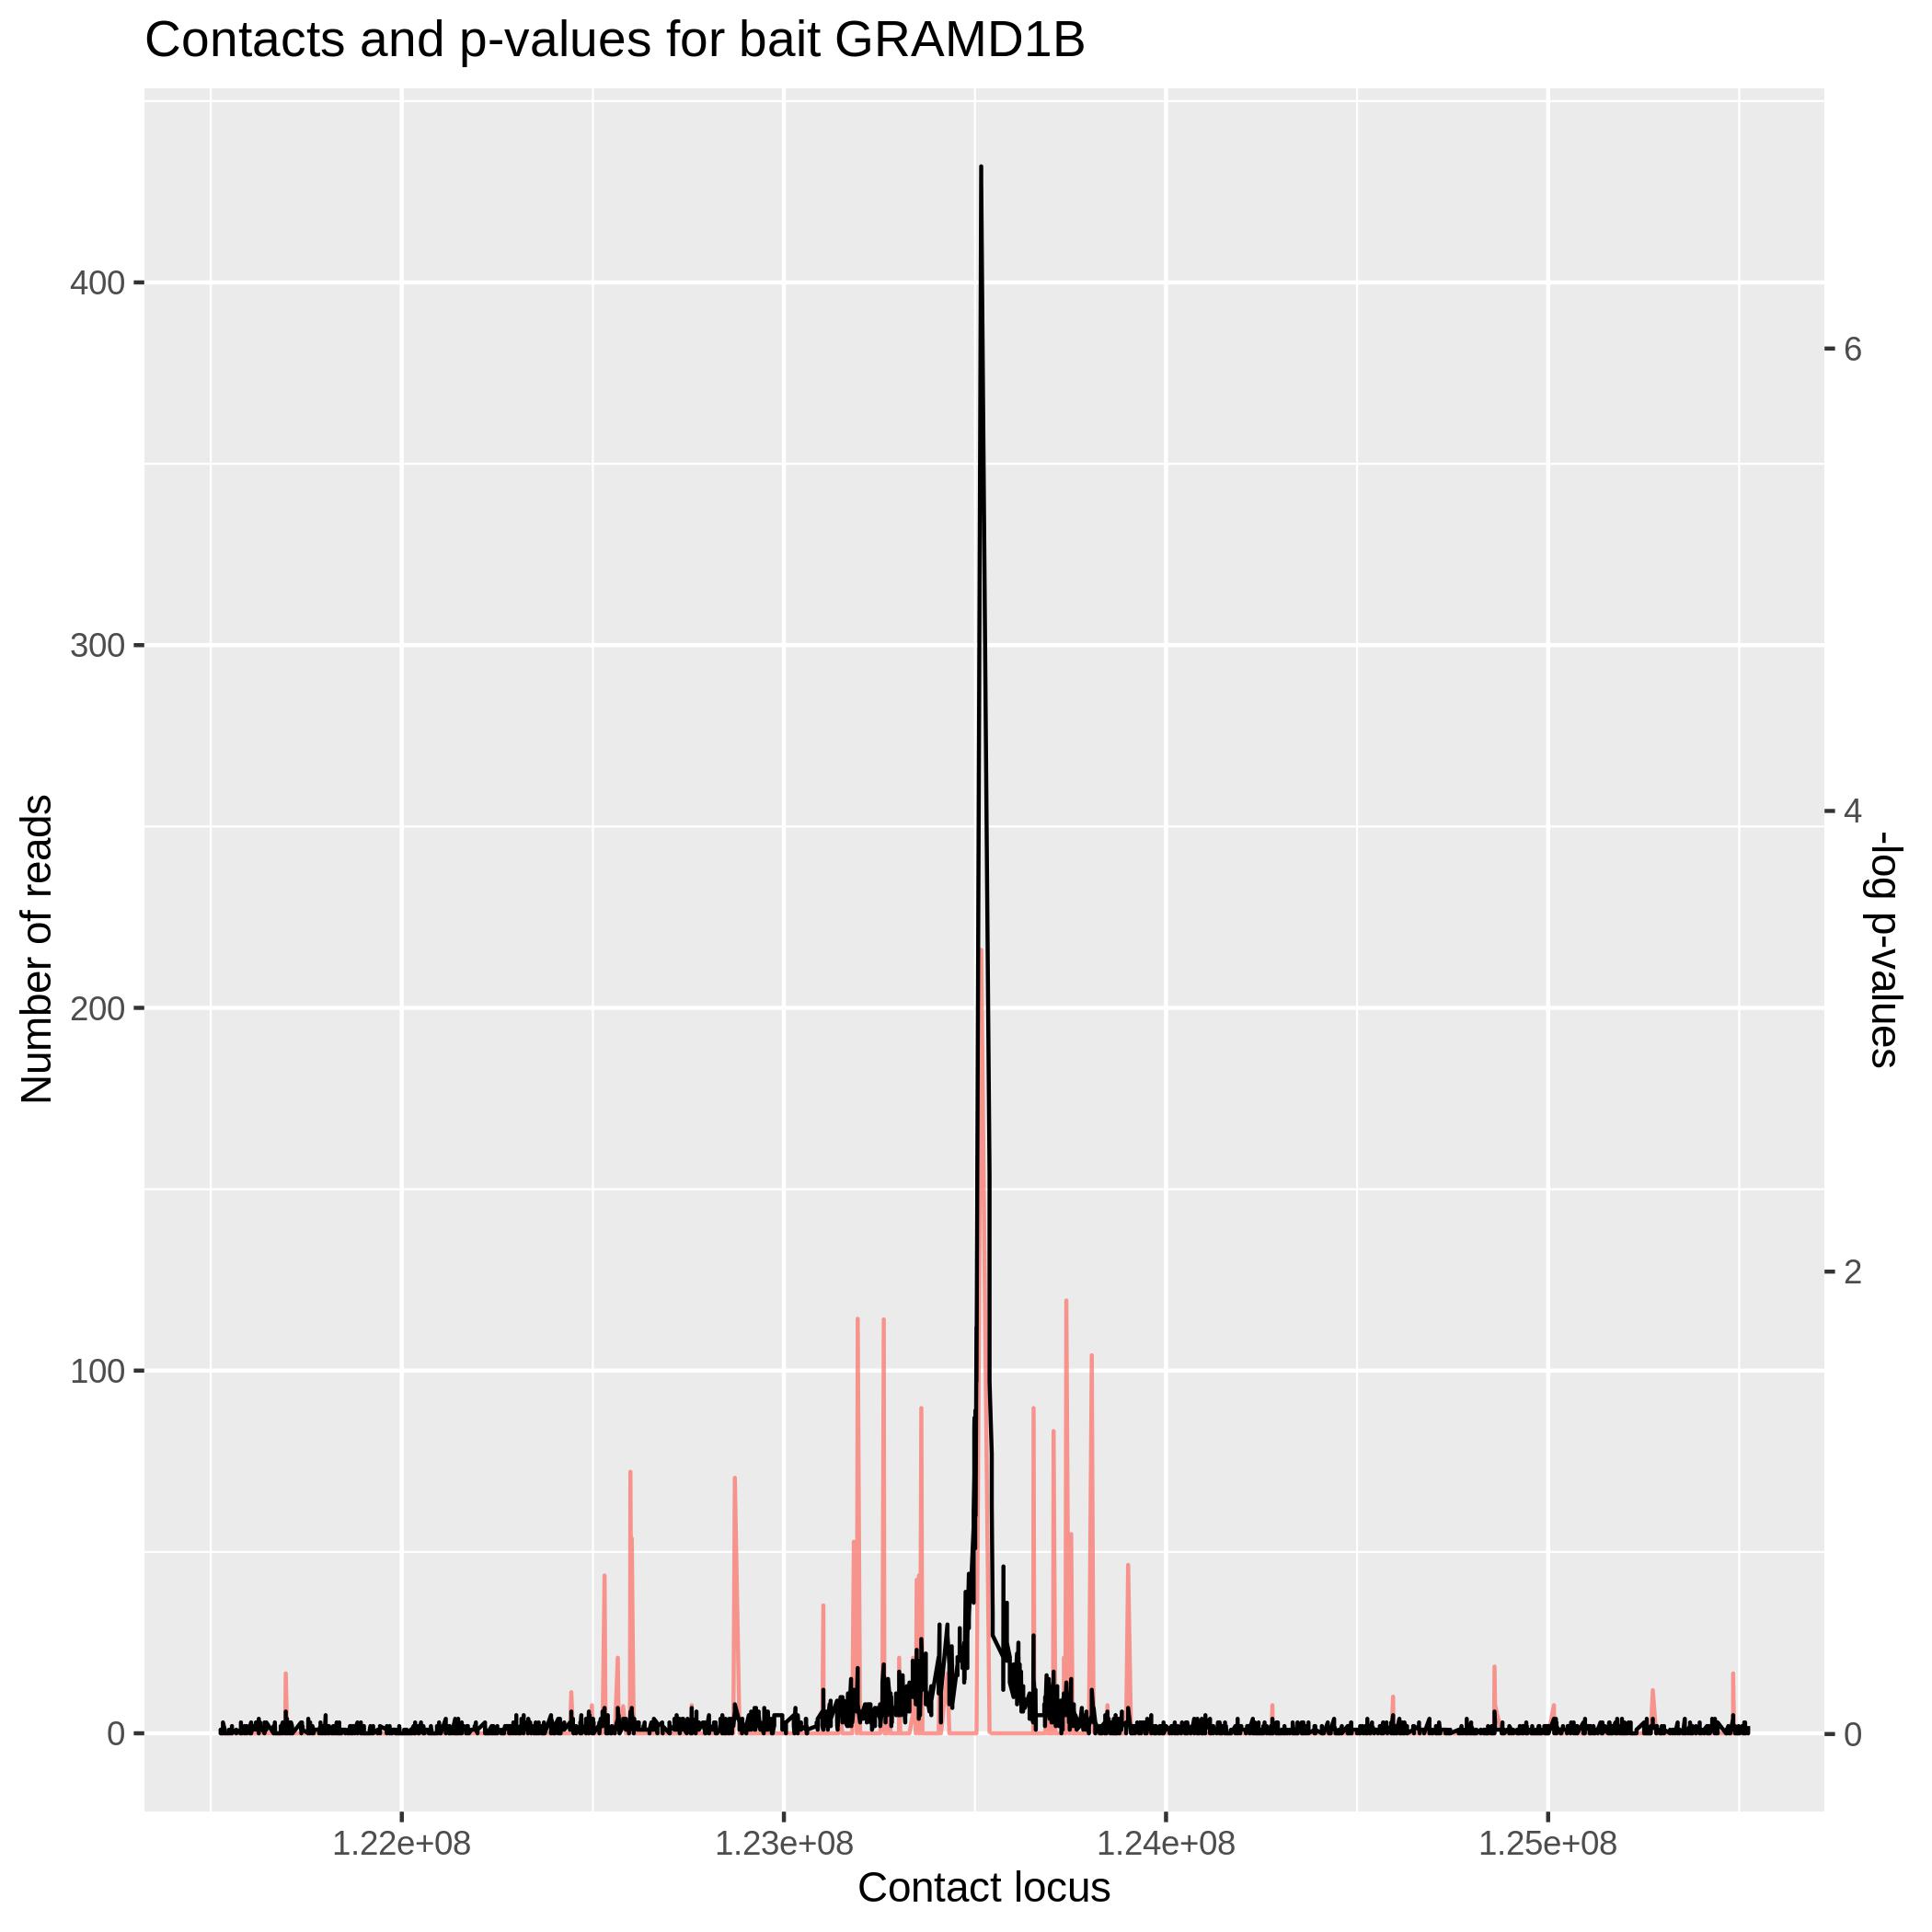 Contacts and p-values for bait GRAMD1B
Number of reads
400
300
200
100
0
6
4
2
0
-log p-values
1.22e+08
1.23e+08
1.24e+08
1.25e+08
Contact locus